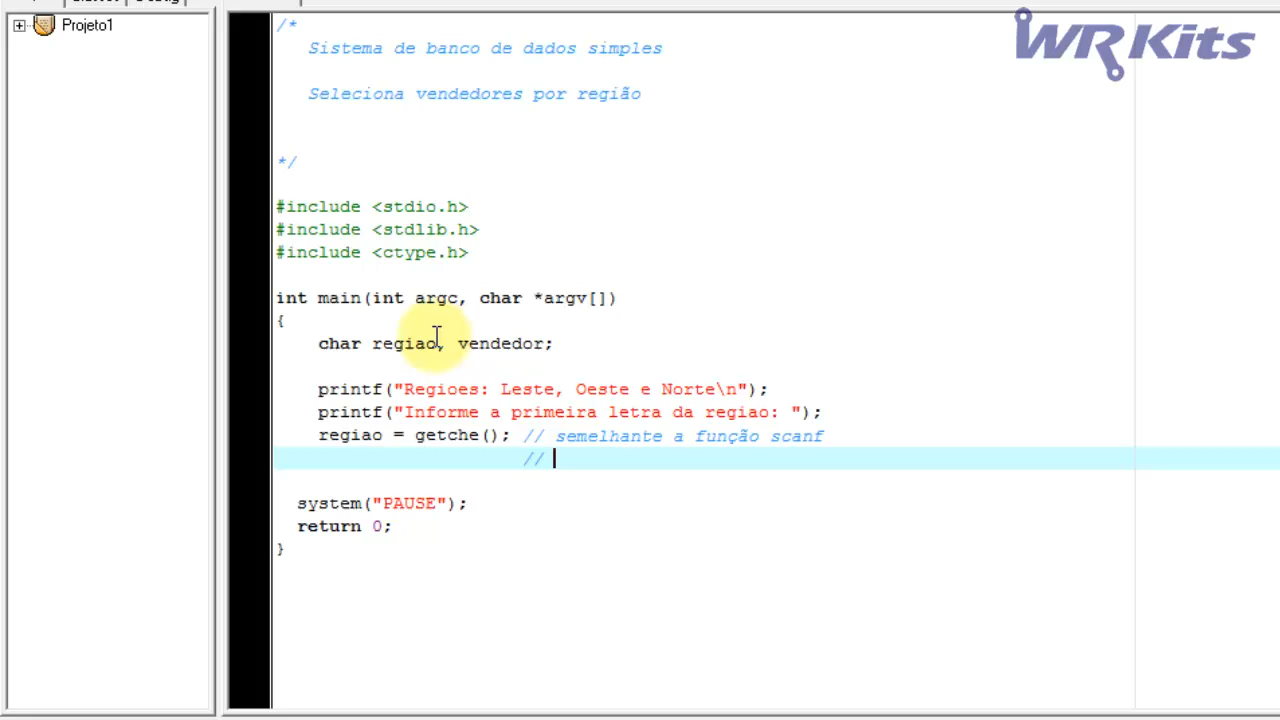 WR Kits
Projeto1
/*
Sistema de banco de dados simples
Seleciona vendedores por região
*/
#include <stdio.h>
#include <stdlib.h>
#include <ctype.h>
int main(int argc, char *argv[])
{
char regiao, vendedor;
printf("Regioes: Leste, Oeste e Norte\n");
printf("Informe a primeira letra da regiao: ");
regiao = getche(); // semelhante a função scanf
//
system("PAUSE");
return 0;
}